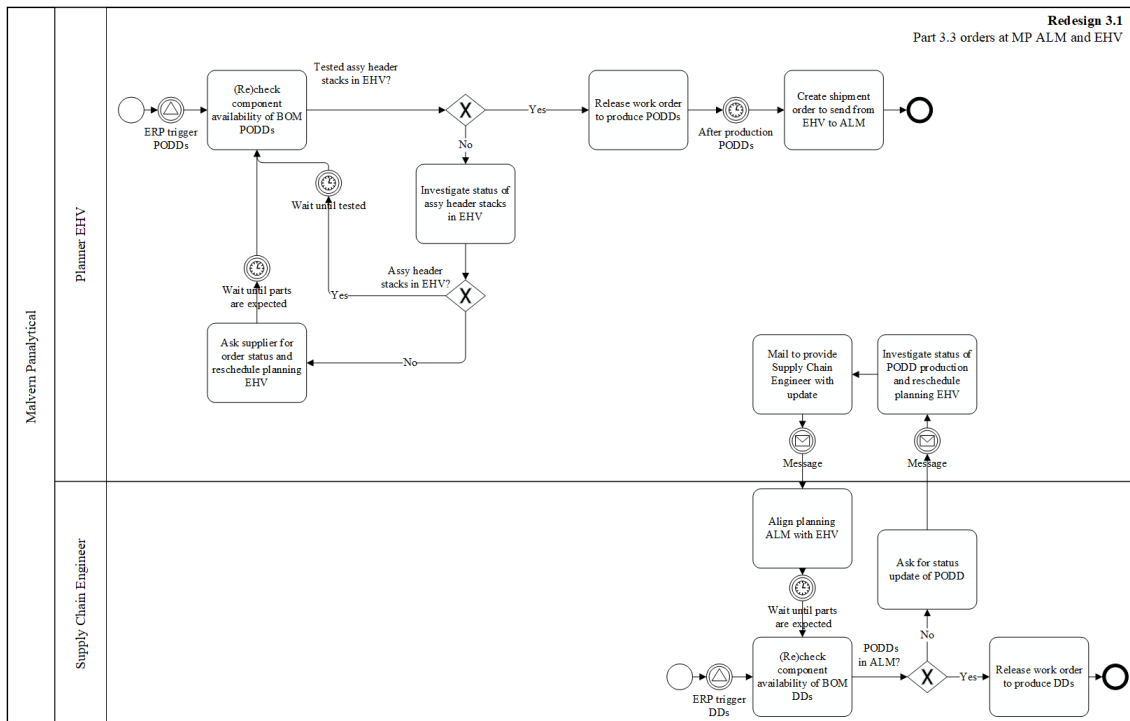 Redesign 3.1
Part 3.3 orders at MP ALM and EHV
Malvern Panalytical
Planner EHV
ERP trigger
PODDs
(Re)check
component
availability of BOM
PODDs
Tested assy header
stacks in EHV?
X
Yes
No
Release work order
to produce PODDs
After production
PODDs
Create shipment
order to send from
EHV to ALM
Investigate status of
assy header stacks
in EHV
Wait until tested
Assy header
stacks in EHV?
X
Yes
No
Wait until parts
are expected
Ask supplier for
order status and
reschedule planning
EHV
Mail to provide
Supply Chain
Engineer with
update
Investigate status of
PODD production
and reschedule
planning EHV
Message
Message
Supply Chain Engineer
Align planning
ALM with EHV
Ask for status
update of PODD
Wait until parts
are expected
No
ERP trigger
DDs
(Re)check
component
availability of BOM
DDs
PODDs
in ALM?
X
Yes
Release work order
to produce DDs